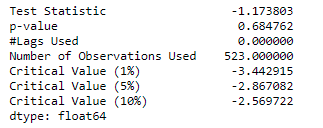 Test Statistic -1.173803
p-value 0.684762
#Lags Used 0.000000
Number of Observations Used 523.000000
Critical Value (1%) -3.442915
Critical Value (5%) -2.867082
Critical Value (10%) -2.569722
dtype: float64